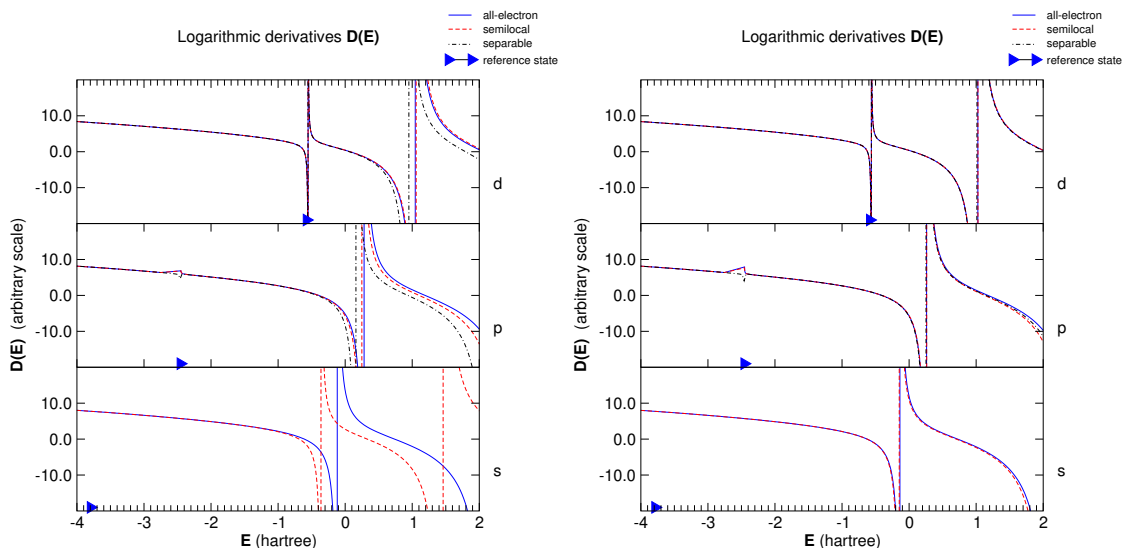 Logarithmic derivatives D(E)
all-electron
semilocal
separable
reference state
10.0
0.0
-10.0
d
10.0
0.0
-10.0
p
10.0
0.0
-10.0
s
D(E) (arbitrary scale)
-4 -3 -2 -1 0 1 2
E (hartree)
Logarithmic derivatives D(E)
all-electron
semilocal
separable
reference state
10.0
0.0
-10.0
d
10.0
0.0
-10.0
p
10.0
0.0
-10.0
s
D(E) (arbitrary scale)
-4 -3 -2 -1 0 1 2
E (hartree)